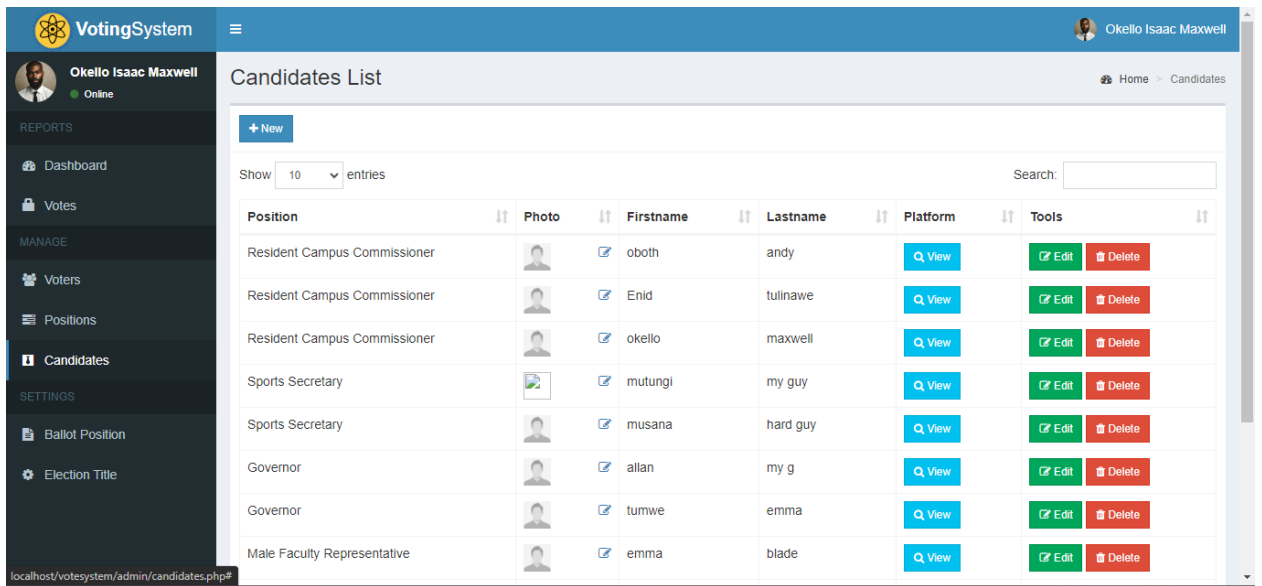 VotingSystem
Okello Isaac Maxwell
Okello Isaac Maxwell
Online
REPORTS
Dashboard
Votes
MANAGE
Voters
Positions
Candidates
SETTINGS
Ballot Position
Election Title
Candidates List
Home > Candidates
New
Show 10 entries Search:
Position Photo Firstname Lastname Platform Tools
Resident Campus Commissioner oboth andy View Edit Delete
Resident Campus Commissioner Enid tulinawe View Edit Delete
Resident Campus Commissioner okello maxwell View Edit Delete
Sports Secretary mutungi my guy View Edit Delete
Sports Secretary musana hard guy View Edit Delete
Governor allan my g View Edit Delete
Governor tumwe emma View Edit Delete
Male Faculty Representative emma blade View Edit Delete
localhost/votesystem/admin/candidates.php#